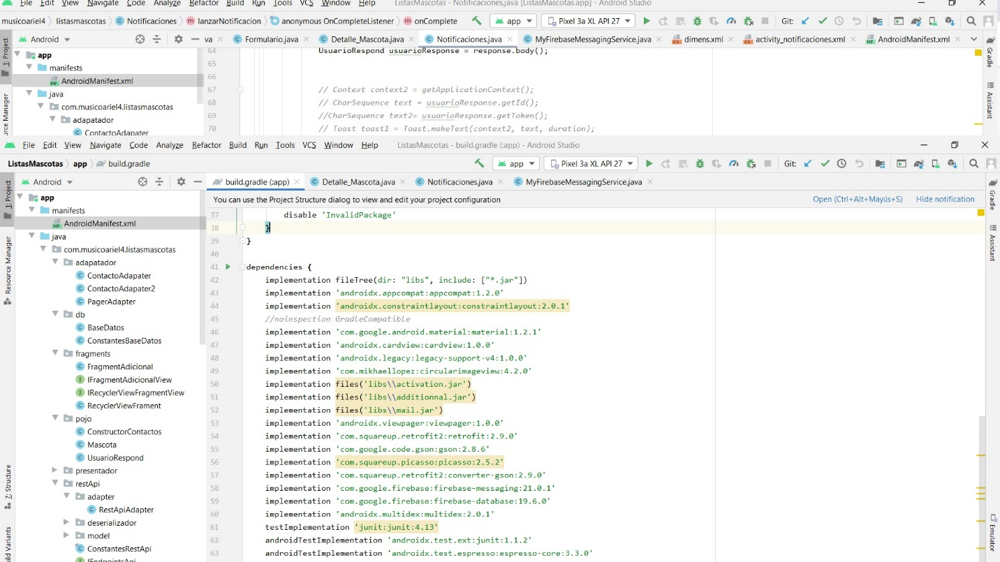 File Edit View Navigate Code Analyze Refactor Build Run Tools VCS Window Help ListasMascotas - Notificaciones.java [ListasMascotas.app] - Android Studio
musicoariel4 listasmascotas Notificaciones lanzarNotificacion anonymous OnCompleteListener onComplete app Pixel 3a XL API 27 Git:
Android va Formulario.java Detalle_Mascota.java Notificaciones.java MyFirebaseMessagingService.java dimens.xml activity_notificaciones.xml AndroidManifest.xml
1: Project
Gradle
Assistant
app
manifests
AndroidManifest.xml
java
com.musicoariel4.listasmascotas
adapatador
ContactoAdapater
64 UsuarioRespond usuarioResponse = response.body();
65
66
67 // Context context2 = getApplicationContext();
68 // CharSequence text = usuarioResponse.getId();
69 //CharSequence text2= usuarioResponse.getToken();
70 // Toast toast1 = Toast.makeText(context2, text, duration);
File Edit View Navigate Code Analyze Refactor Build Run Tools VCS Window Help ListasMascotas - build.gradle (:app) - Android Studio
ListasMascotas app build.gradle app Pixel 3a XL API 27 Git:
Android build.gradle (:app) Detalle_Mascota.java Notificaciones.java MyFirebaseMessagingService.java
You can use the Project Structure dialog to view and edit your project configuration Open (Ctrl+Alt+Mayús+S) Hide notification
1: Project
Resource Manager
Z: Structure
Gradle
Assistant
Emulator
app
manifests
AndroidManifest.xml
java
com.musicoariel4.listasmascotas
adapatador
ContactoAdapater
ContactoAdapater2
PagerAdapter
db
BaseDatos
ConstantesBaseDatos
fragments
FragmentAdicional
IFragmentAdicionalView
IRecyclerViewFragmentView
RecyclerViewFrament
pojo
ConstructorContactos
Mascota
UsuarioRespond
presentador
restApi
adapter
RestApiAdapter
deserializador
model
ConstantesRestApi
IEndpointsApi
37 disable 'InvalidPackage'
38 }
39 }
40
41 dependencies {
42 implementation fileTree(dir: "libs", include: ["*.jar"])
43 implementation 'androidx.appcompat:appcompat:1.2.0'
44 implementation 'androidx.constraintlayout:constraintlayout:2.0.1'
45 //noinspection GradleCompatible
46 implementation 'com.google.android.material:material:1.2.1'
47 implementation 'androidx.cardview:cardview:1.0.0'
48 implementation 'androidx.legacy:legacy-support-v4:1.0.0'
49 implementation 'com.mikhaellopez:circularimageview:4.2.0'
50 implementation files('libs\\activation.jar')
51 implementation files('libs\\additionnal.jar')
52 implementation files('libs\\mail.jar')
53 implementation 'androidx.viewpager:viewpager:1.0.0'
54 implementation 'com.squareup.retrofit2:retrofit:2.9.0'
55 implementation 'com.google.code.gson:gson:2.8.6'
56 implementation 'com.squareup.picasso:picasso:2.5.2'
57 implementation 'com.squareup.retrofit2:converter-gson:2.9.0'
58 implementation 'com.google.firebase:firebase-messaging:21.0.1'
59 implementation 'com.google.firebase:firebase-database:19.6.0'
60 implementation 'androidx.multidex:multidex:2.0.1'
61 testImplementation 'junit:junit:4.13'
62 androidTestImplementation 'androidx.test.ext:junit:1.1.2'
63 androidTestImplementation 'androidx.test.espresso:espresso-core:3.3.0'